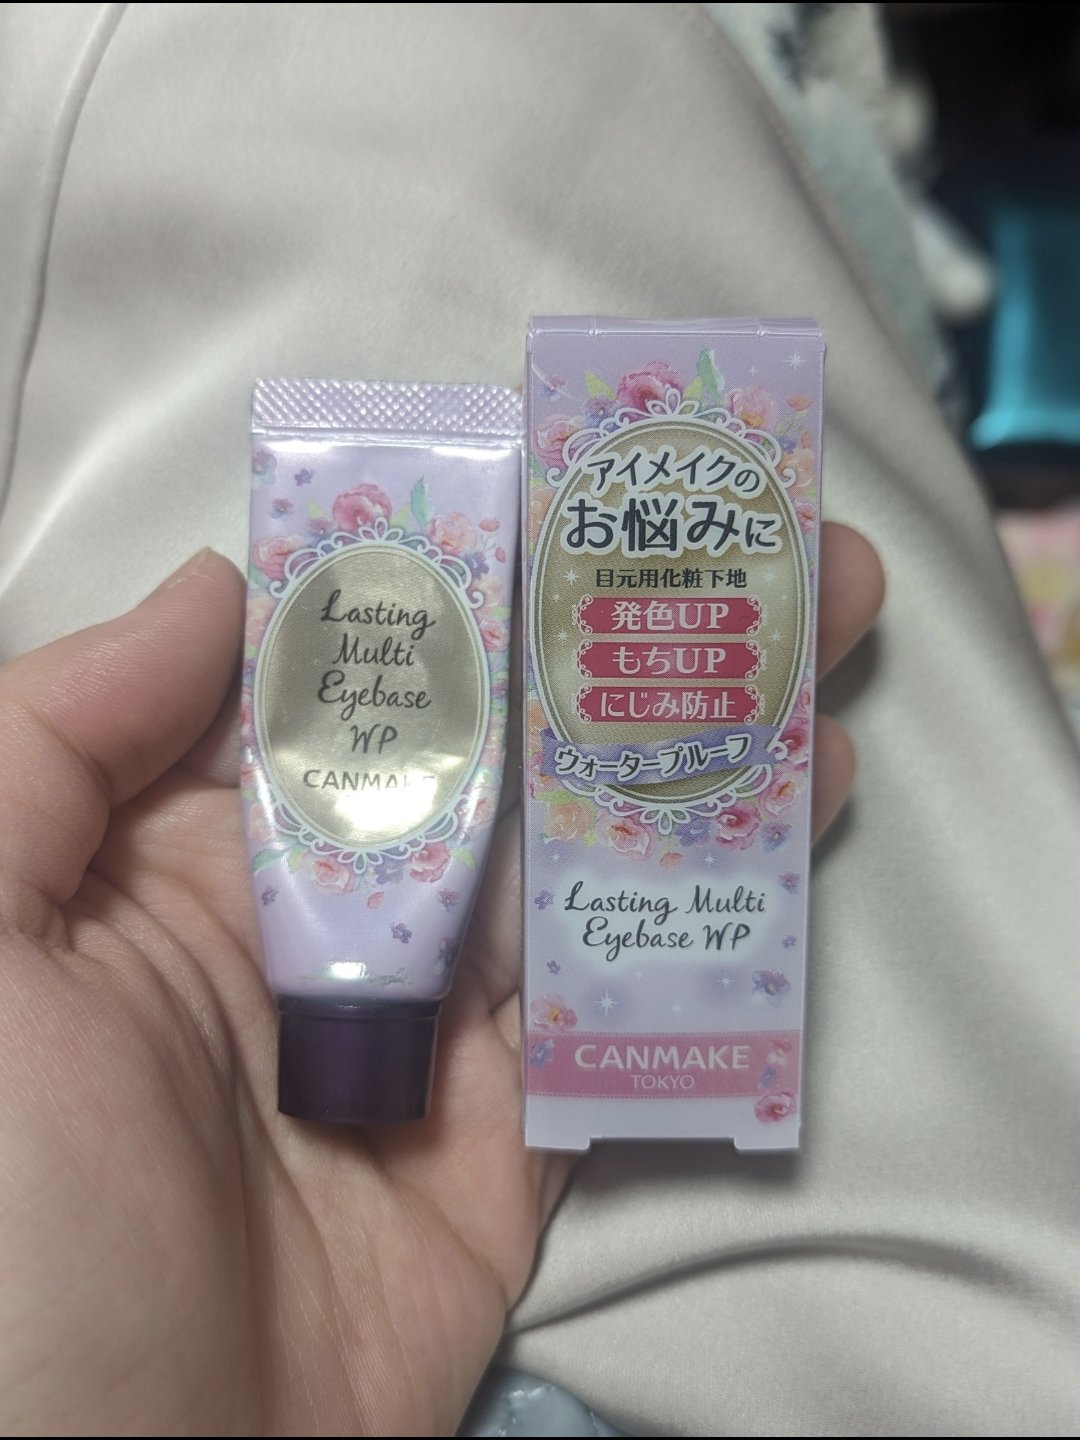 Lasting
Multi
Eyebase
WP
CANMAKE
アイメイクの
お悩みに
目元用化粧下地
発色UP
もちUP
にじみ防止
ウォータープルーフ
Lasting Multi
Eyebase WP
CANMAKE
TOKYO